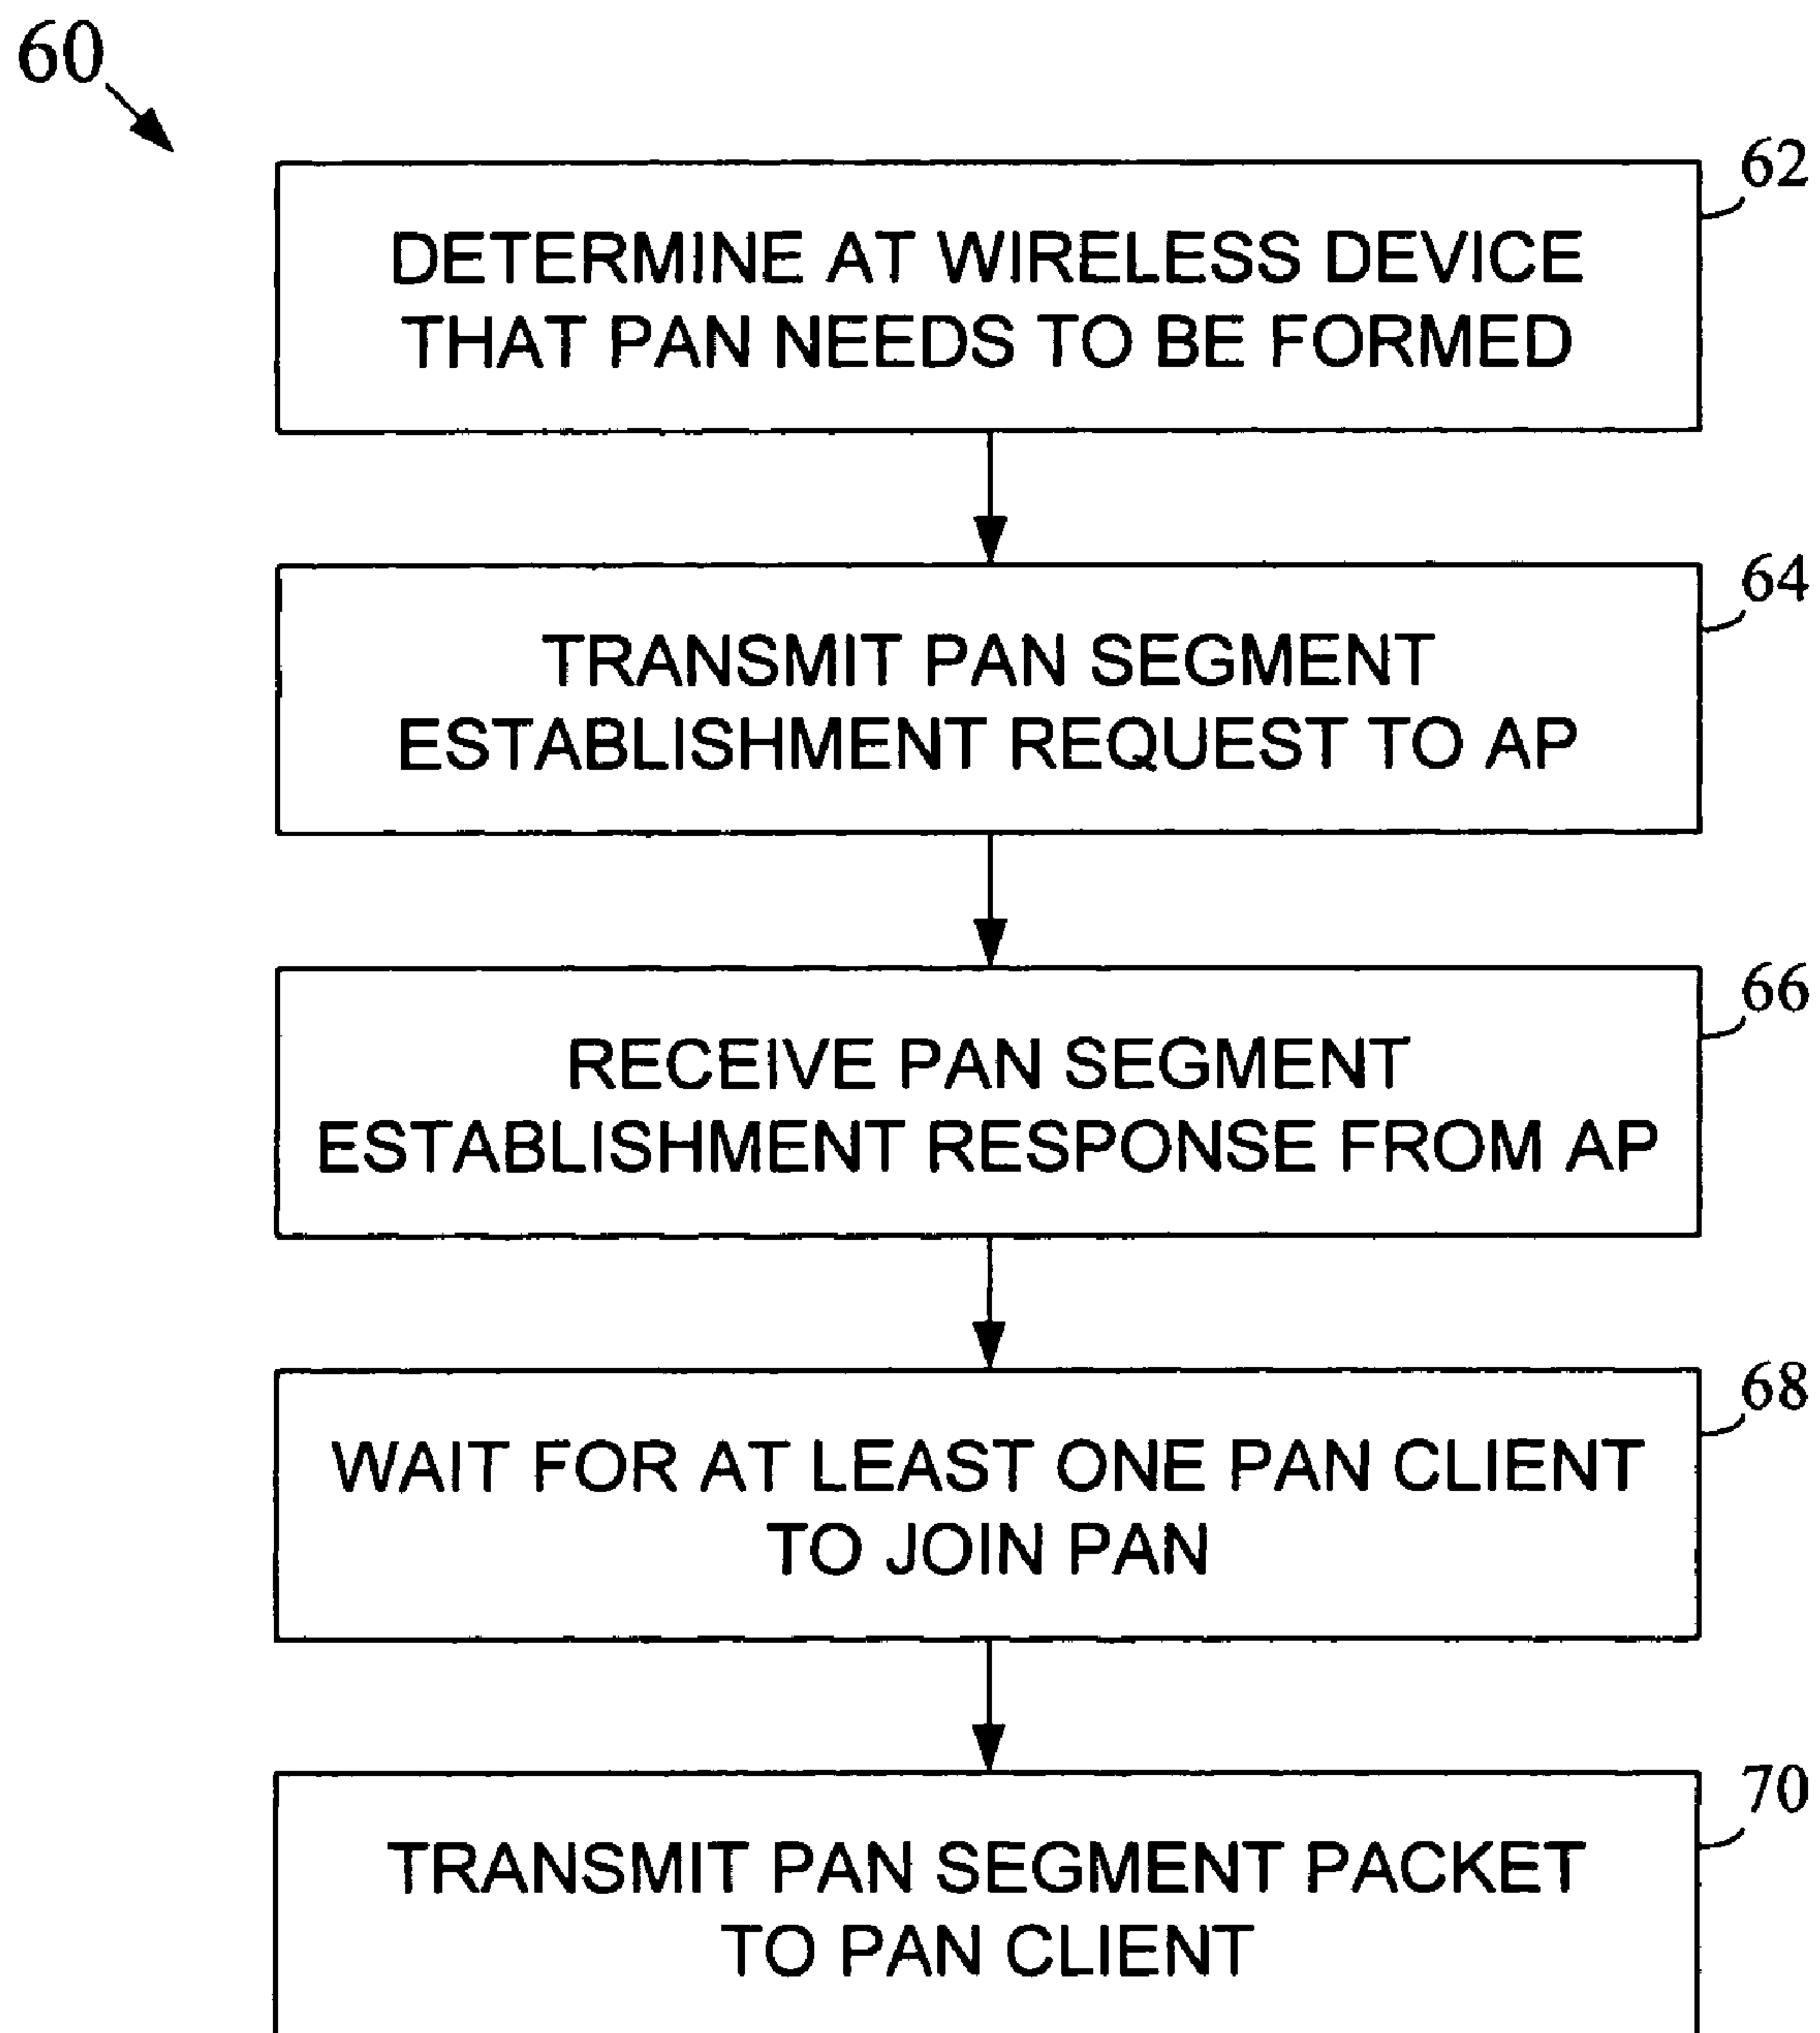 60
62
DETERMINE AT WIRELESS DEVICE
THAT PAN NEEDS TO BE FORMED
64
TRANSMIT PAN SEGMENT
ESTABLISHMENT REQUEST TO AP
66
RECEIVE PAN SEGMENT
ESTABLISHMENT RESPONSE FROM AP
68
WAIT FOR AT LEAST ONE PAN CLIENT
TO JOIN PAN
70
TRANSMIT PAN SEGMENT PACKET
TO PAN CLIENT